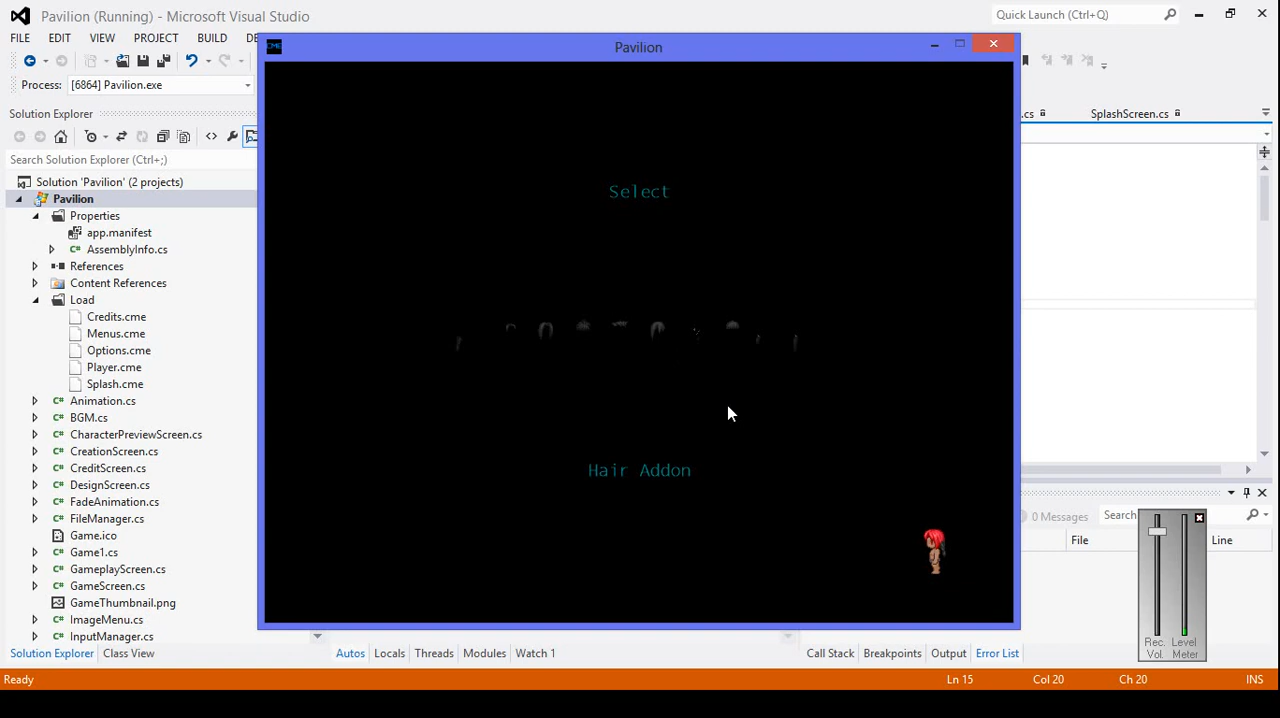 Pavilion (Running) - Microsoft Visual Studio
Quick Launch (Ctrl+Q)
FILE EDIT VIEW PROJECT BUILD DE
Process: [6864] Pavilion.exe
Solution Explorer
Search Solution Explorer (Ctrl+;)
Solution 'Pavilion' (2 projects)
Pavilion
Properties
app.manifest
AssemblyInfo.cs
References
Content References
Load
Credits.cme
Menus.cme
Options.cme
Player.cme
Splash.cme
Animation.cs
BGM.cs
CharacterPreviewScreen.cs
CreationScreen.cs
CreditScreen.cs
DesignScreen.cs
FadeAnimation.cs
FileManager.cs
Game.ico
Game1.cs
GameplayScreen.cs
GameScreen.cs
GameThumbnail.png
ImageMenu.cs
InputManager.cs
Solution Explorer Class View
Pavilion
CME
Select
Hair Addon
.cs SplashScreen.cs
0 Messages Search
File Line
Rec. Vol. Level Meter
Autos Locals Threads Modules Watch 1
Call Stack Breakpoints Output Error List
Ready Ln 15 Col 20 Ch 20 INS